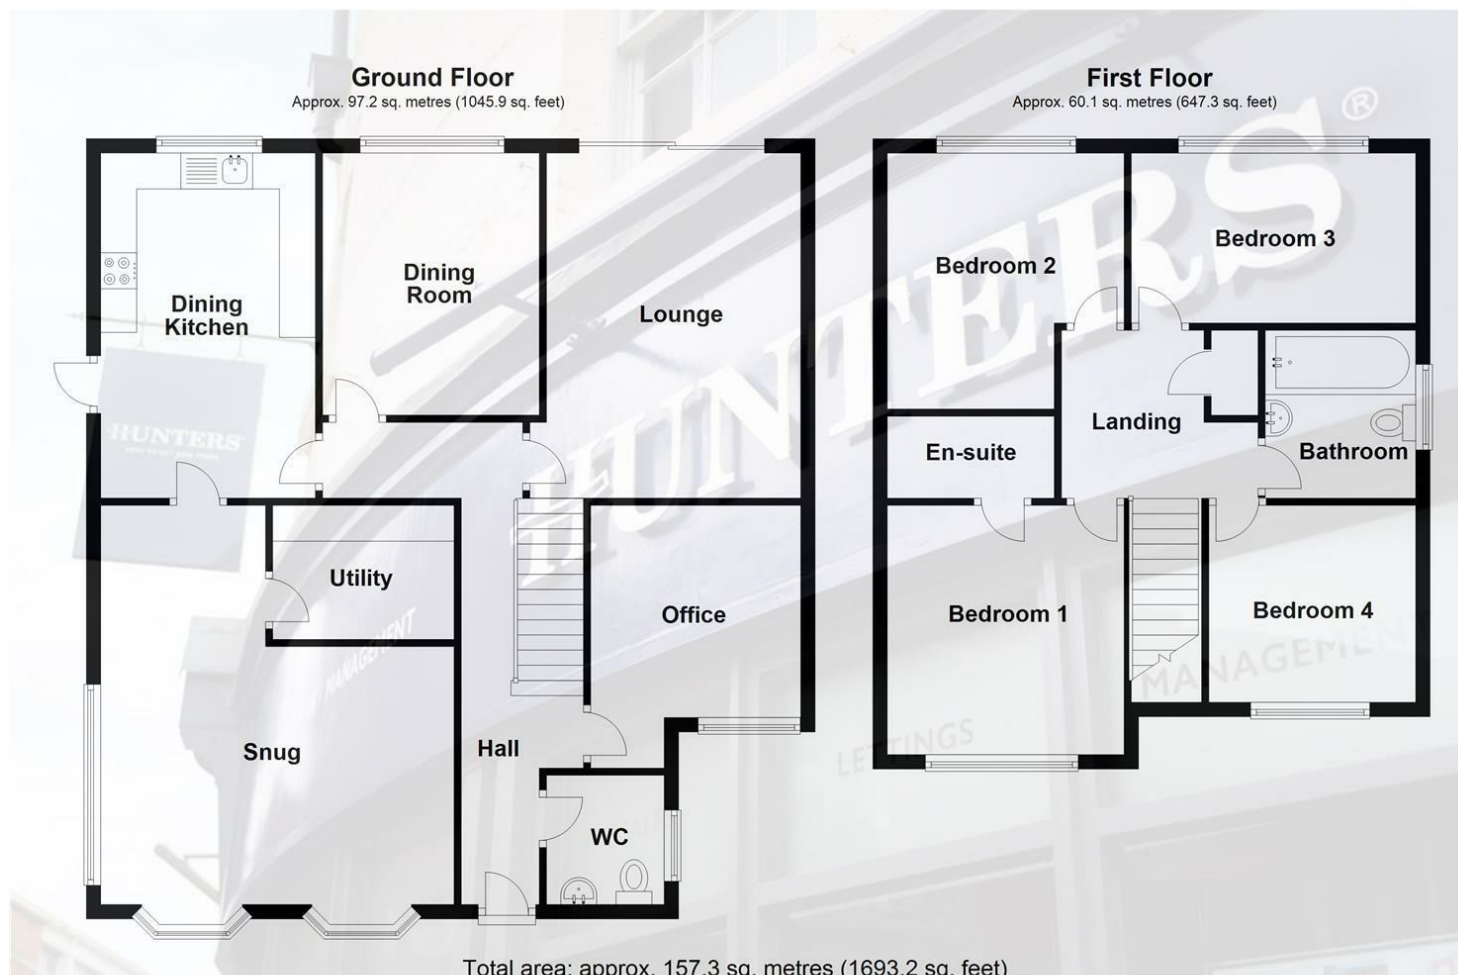 Ground Floor
Approx. 97.2 sq. metres (1045.9 sq. feet)
First Floor
Approx. 60.1 sq. metres (647.3 sq. feet)
Dining
Kitchen
Dining
Room
Lounge
Utility
Office
Snug
Hall
WC
Bedroom 2
Bedroom 3
Landing
En-suite
Bathroom
Bedroom 1
Bedroom 4
HUNTERS®
HUNTERS
MANAGEMENT
LETTINGS
MANAGEMENT
Total area: approx. 157.3 sq. metres (1693.2 sq. feet)